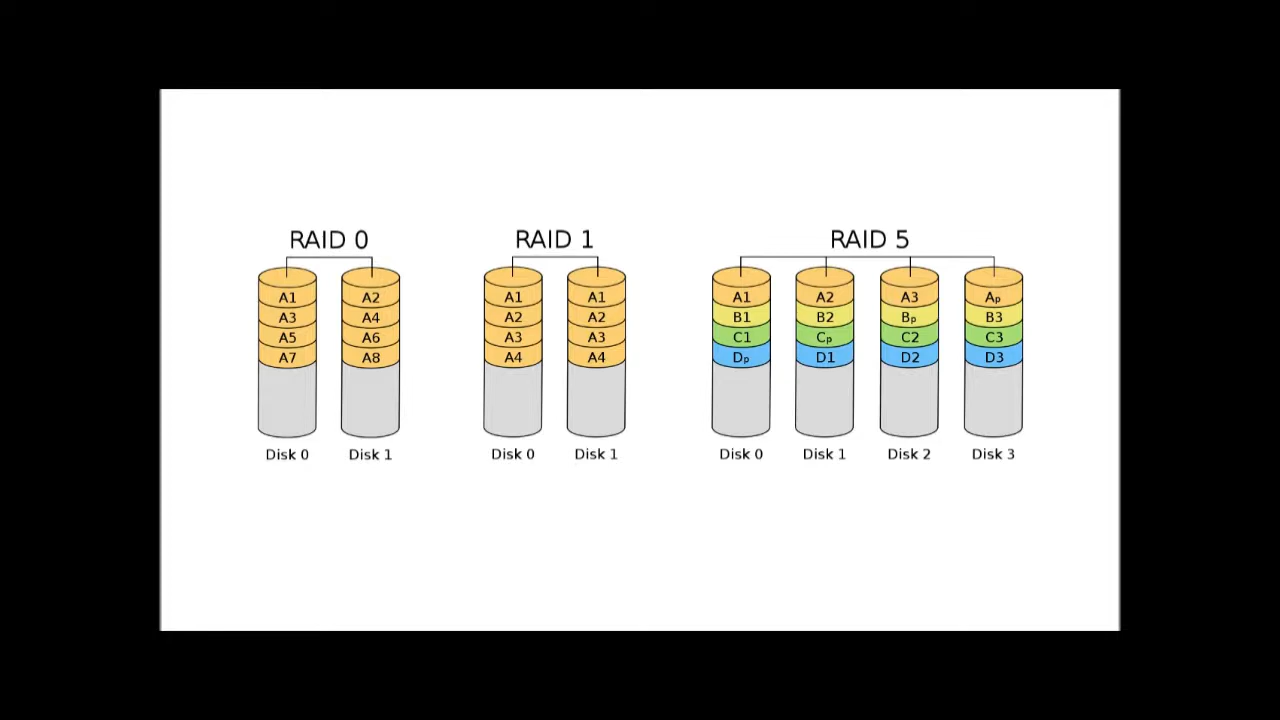 RAID 0 RAID 1 RAID 5
A1 A2 A1 A1 A1 A2 A3 Ap
A3 A4 A2 A2 B1 B2 Bp B3
A5 A6 A3 A3 C1 Cp C2 C3
A7 A8 A4 A4 Dp D1 D2 D3
Disk 0 Disk 1 Disk 0 Disk 1 Disk 0 Disk 1 Disk 2 Disk 3